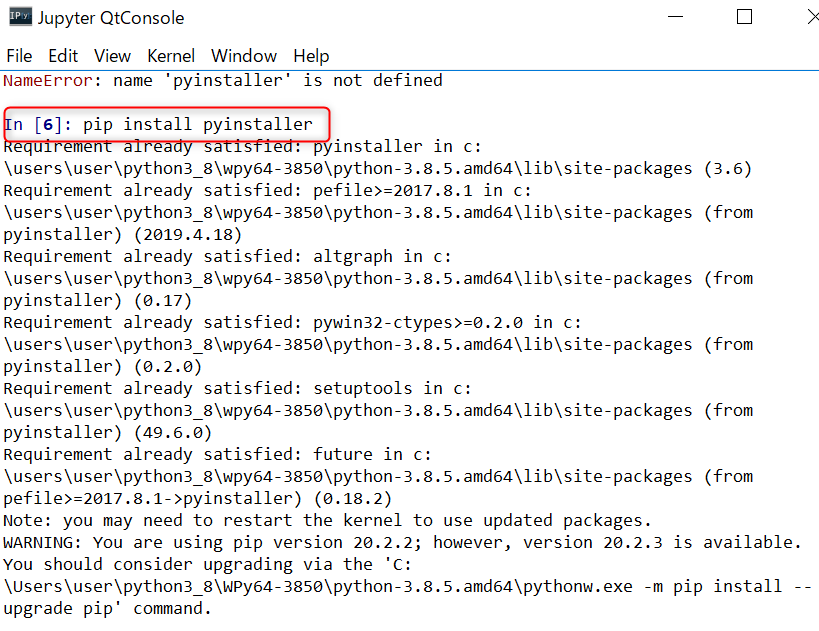 IPy Jupyter QtConsole
File Edit View Kernel Window Help
NameError: name 'pyinstaller' is not defined
In [6]: pip install pyinstaller
Requirement already satisfied: pyinstaller in c:
\users\user\python3_8\wpy64-3850\python-3.8.5.amd64\lib\site-packages (3.6)
Requirement already satisfied: pefile>=2017.8.1 in c:
\users\user\python3_8\wpy64-3850\python-3.8.5.amd64\lib\site-packages (from
pyinstaller) (2019.4.18)
Requirement already satisfied: altgraph in c:
\users\user\python3_8\wpy64-3850\python-3.8.5.amd64\lib\site-packages (from
pyinstaller) (0.17)
Requirement already satisfied: pywin32-ctypes>=0.2.0 in c:
\users\user\python3_8\wpy64-3850\python-3.8.5.amd64\lib\site-packages (from
pyinstaller) (0.2.0)
Requirement already satisfied: setuptools in c:
\users\user\python3_8\wpy64-3850\python-3.8.5.amd64\lib\site-packages (from
pyinstaller) (49.6.0)
Requirement already satisfied: future in c:
\users\user\python3_8\wpy64-3850\python-3.8.5.amd64\lib\site-packages (from
pefile>=2017.8.1->pyinstaller) (0.18.2)
Note: you may need to restart the kernel to use updated packages.
WARNING: You are using pip version 20.2.2; however, version 20.2.3 is available.
You should consider upgrading via the 'C:
\Users\user\python3_8\WPy64-3850\python-3.8.5.amd64\pythonw.exe -m pip install --
upgrade pip' command.